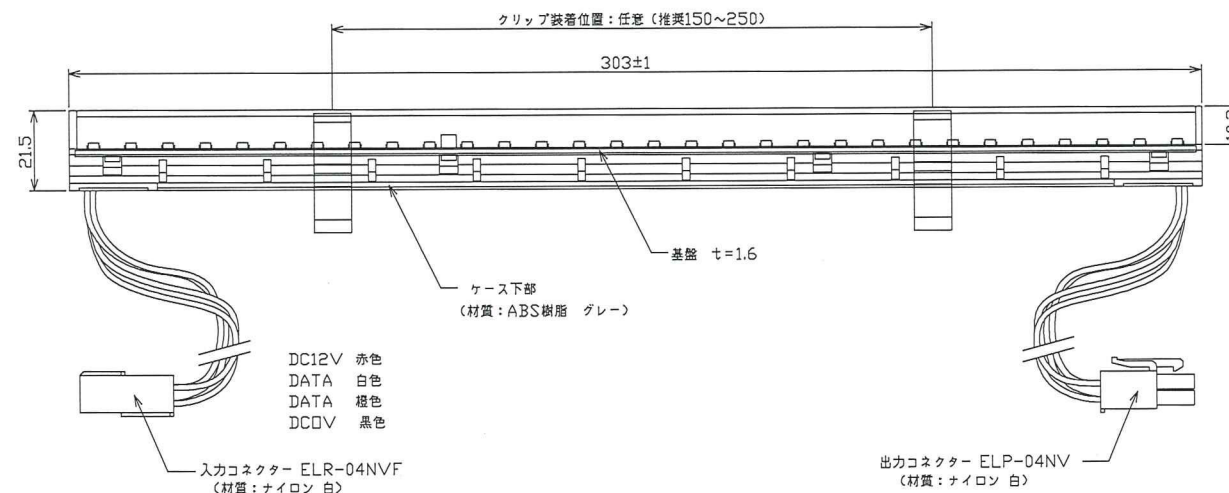 クリップ装着位置：任意（推奨150~250）
303±1
21.5
基盤 t=1.6
ケース下部
（材質：ABS樹脂 グレー）
DC12V 赤色
DATA 白色
DATA 橙色
DC0V 黒色
入力コネクター ELR-04NVF
（材質：ナイロン 白）
出力コネクター ELP-04NV
（材質：ナイロン 白）